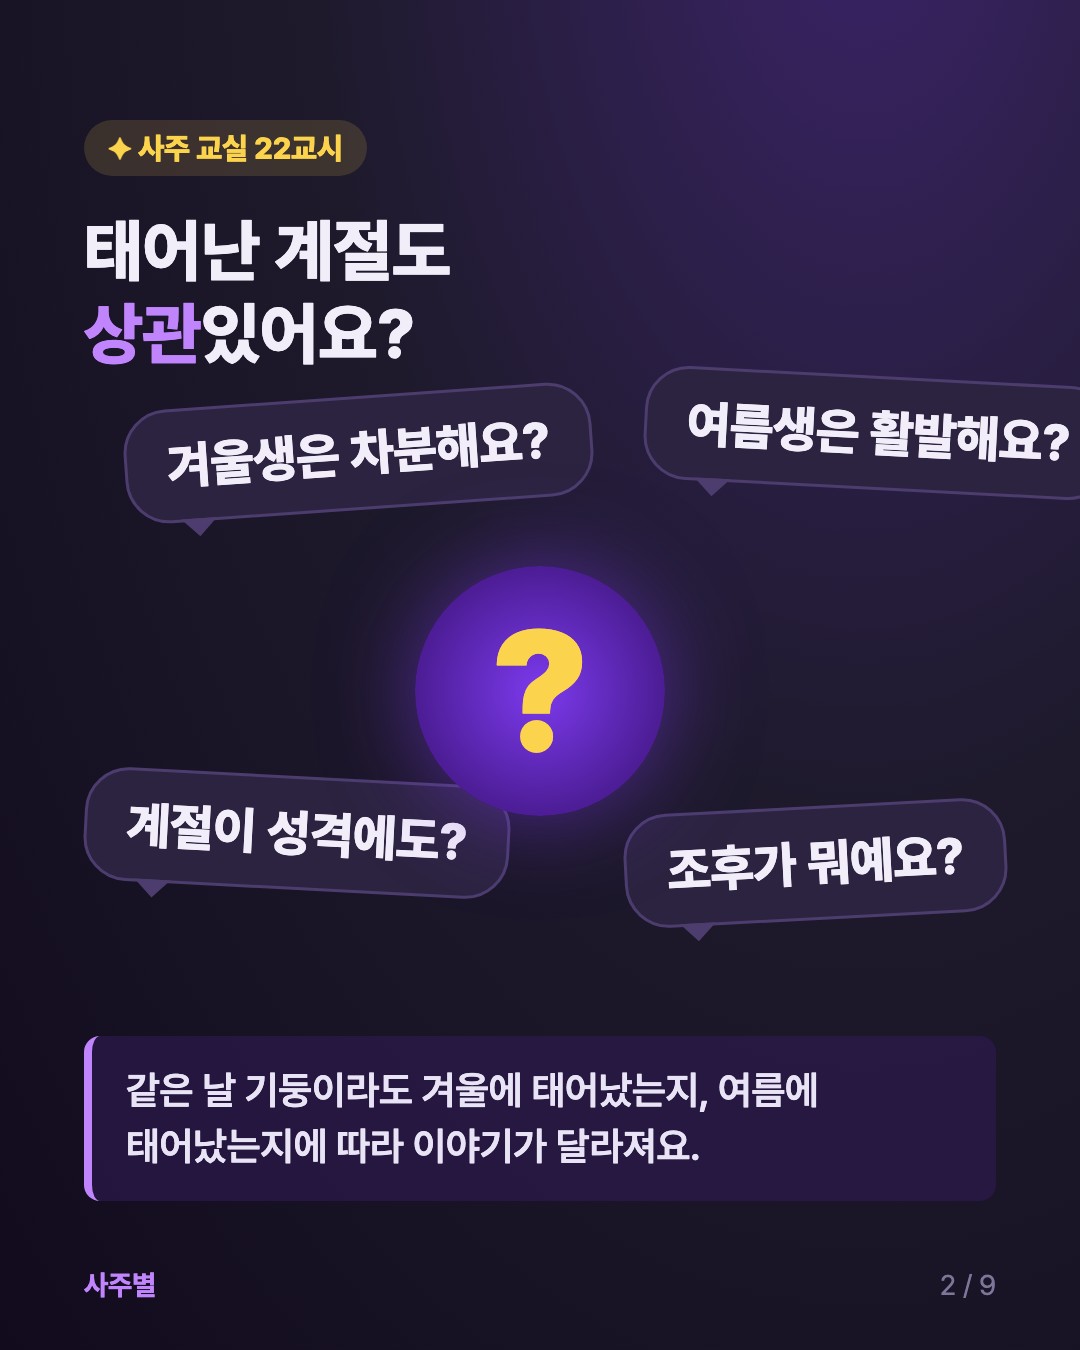 ✦ 사주 교실 22교시
태어난 계절도
상관있어요?
겨울생은 차분해요?
여름생은 활발해요?
?
계절이 성격에도?
조후가 뭐예요?
같은 날 기둥이라도 겨울에 태어났는지, 여름에
태어났는지에 따라 이야기가 달라져요.
사주별
2 / 9